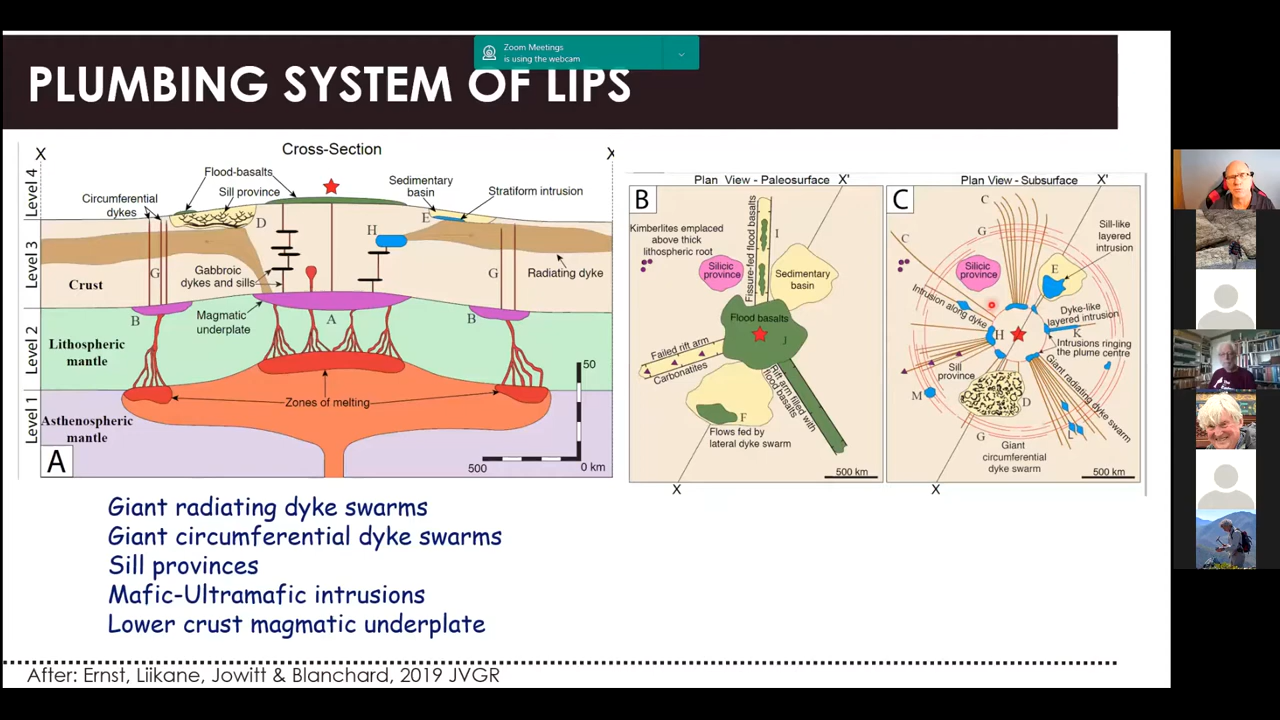 Zoom Meetings
is using the webcam
PLUMBING SYSTEM OF LIPS
Cross-Section
X
X
Level 4
Level 3
Level 2
Level 1
Flood-basalts
Circumferential
dykes
Sill province
Sedimentary
basin
Stratiform intrusion
D
E
H
G
G
Gabbroic
dykes and sills
Radiating dyke
Crust
B
Magmatic
underplate
A
B
Lithospheric
mantle
50
Zones of melting
Asthenospheric
mantle
A
500
0 km
Plan View - Paleosurface
X'
B
Kimberlites emplaced
above thick
lithospheric root
Silicic
province
Fissure-fed flood basalts
I
Sedimentary
basin
Flood basalts
J
Failed rift arm
Carbonatites
Rift arm filled with
flood basalts
F
Flows fed by
lateral dyke swarm
500 km
X
Plan View - Subsurface
X'
C
C
G
C
Sill-like
layered
intrusion
Silicic
province
E
Intrusion along dyke
Dyke-like
layered intrusion
H
K
Intrusions ringing
the plume centre
Sill
province
Giant radiating dyke swarm
M
D
L
G
Giant
circumferential
dyke swarm
500 km
X
Giant radiating dyke swarms
Giant circumferential dyke swarms
Sill provinces
Mafic-Ultramafic intrusions
Lower crust magmatic underplate
After: Ernst, Liikane, Jowitt & Blanchard, 2019 JVGR